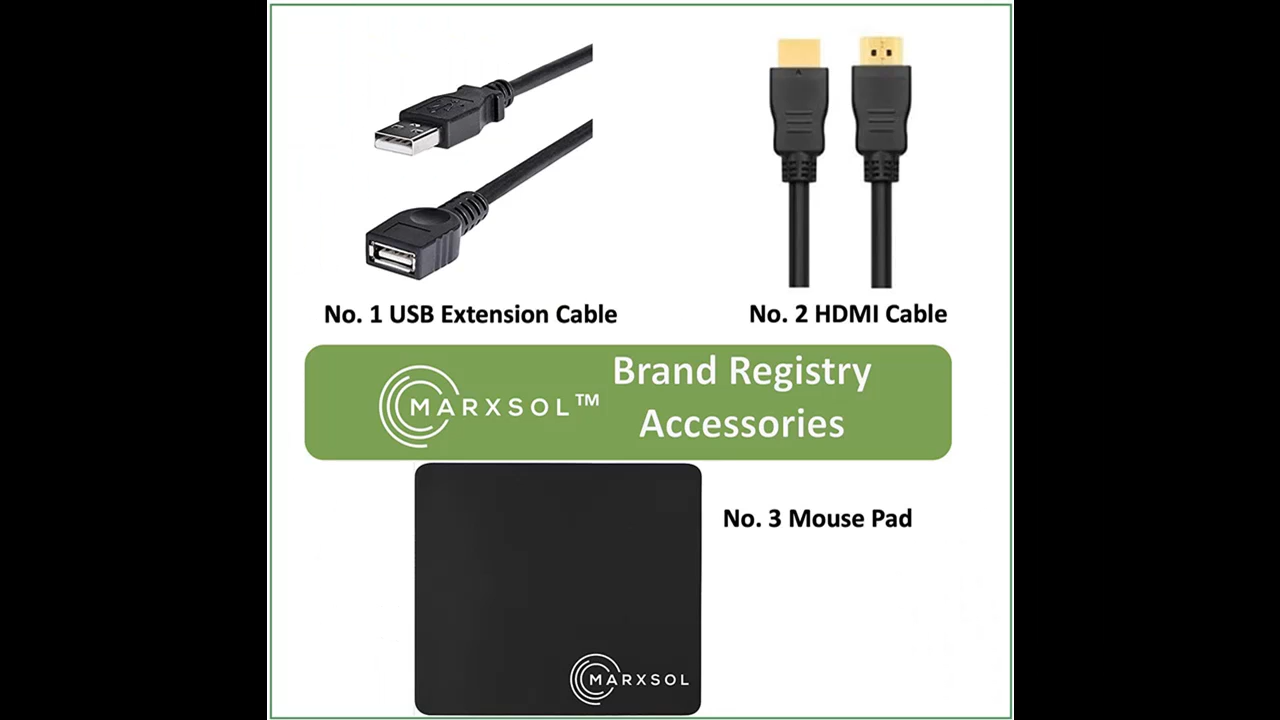 No. 1 USB Extension Cable
No. 2 HDMI Cable
MARXSOL™
Brand Registry
Accessories
No. 3 Mouse Pad
MARXSOL